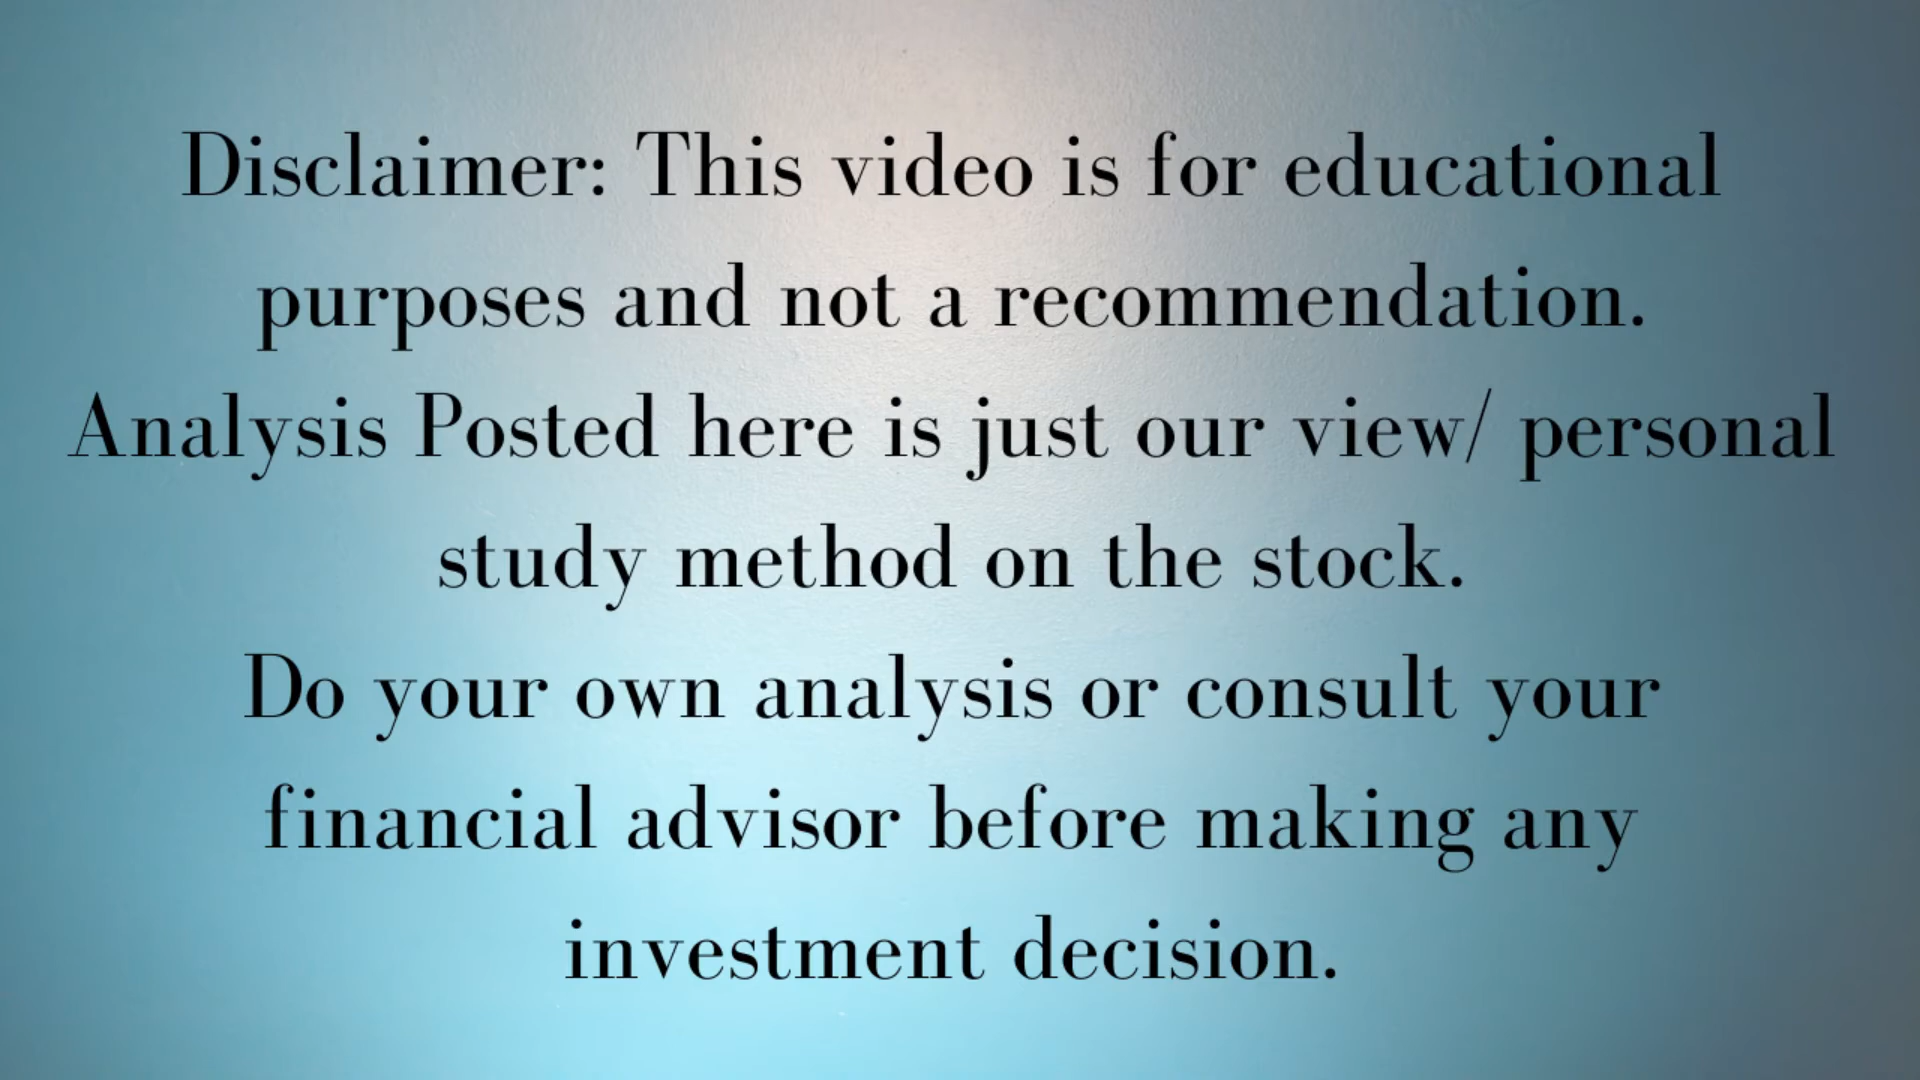 Disclaimer: This video is for educational
purposes and not a recommendation.
Analysis Posted here is just our view/ personal
study method on the stock.
Do your own analysis or consult your
financial advisor before making any
investment decision.